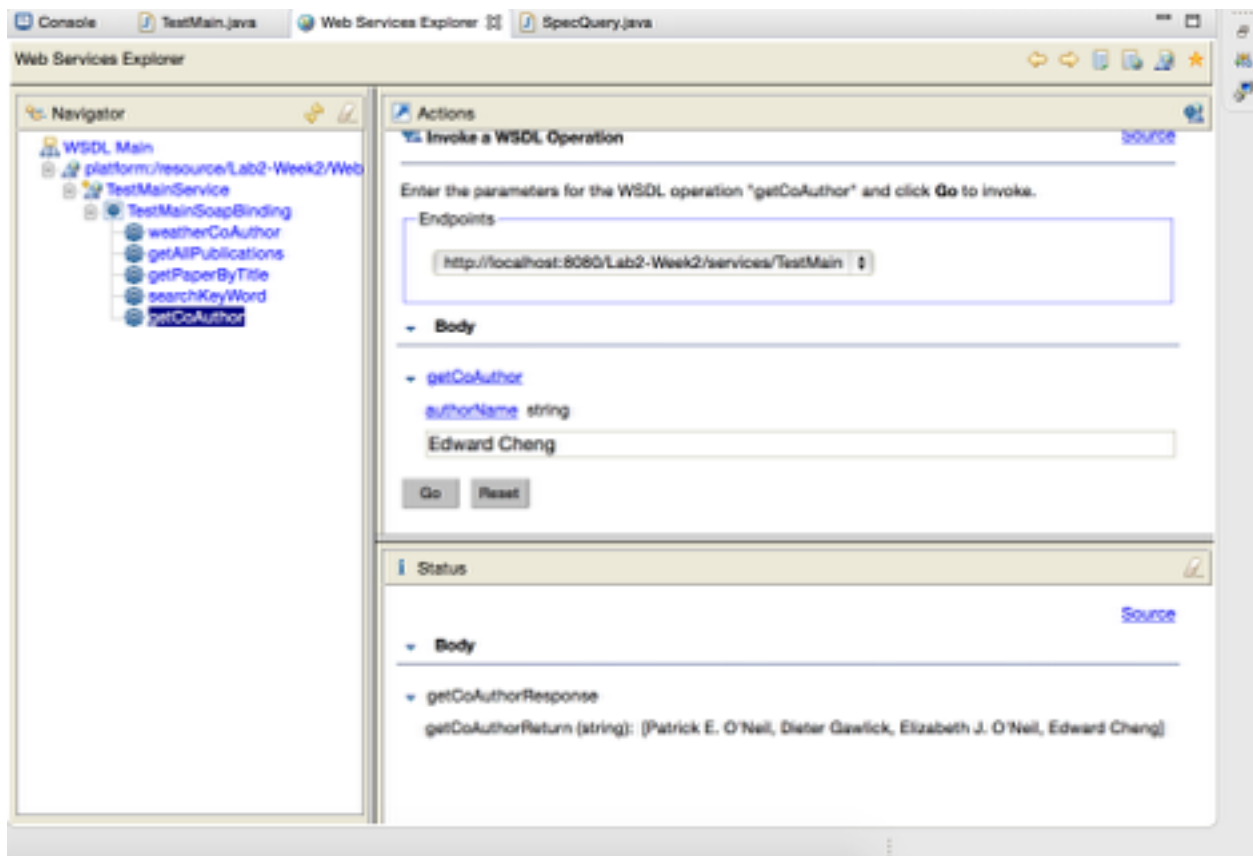 Console TestMain.java Web Services Explorer SpecQuery.java
Web Services Explorer
Navigator
WSDL Main
platform:/resource/Lab2-Week2/Web
TestMainService
TestMainSoapBinding
weatherCoAuthor
getAllPublications
getPaperByTitle
searchKeyWord
getCoAuthor
Actions
Invoke a WSDL Operation Source
Enter the parameters for the WSDL operation "getCoAuthor" and click Go to invoke.
Endpoints
http://localhost:8080/Lab2-Week2/services/TestMain
Body
getCoAuthor
authorName string
Edward Cheng
Go Reset
i Status
Source
Body
getCoAuthorResponse
getCoAuthorReturn (string): [Patrick E. O'Neil, Dieter Gawlick, Elizabeth J. O'Neil, Edward Cheng]